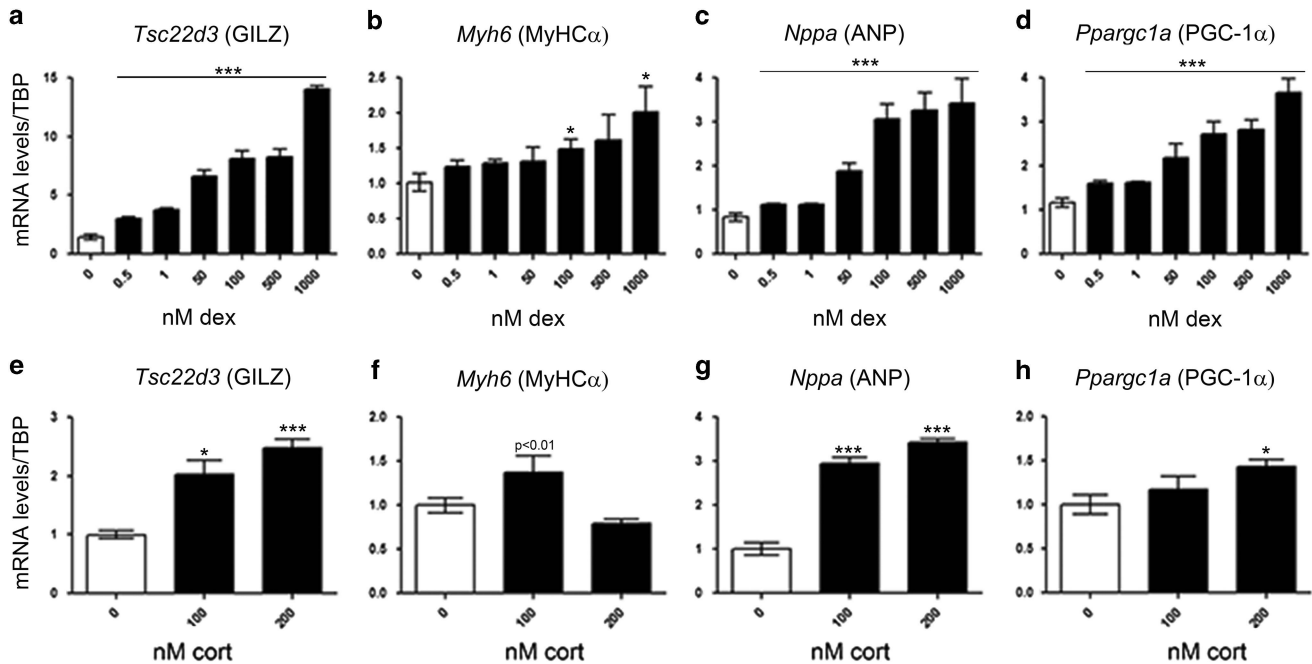 a
Tsc22d3 (GILZ)
mRNA levels/TBP
15
10
5
0
***
0 0.5 1 50 100 500 1000
nM dex
b
Myh6 (MyHCα)
2.5
2.0
1.5
1.0
0.5
0.0
*
*
0 0.5 1 50 100 500 1000
nM dex
c
Nppa (ANP)
***
4
3
2
1
0
0 0.5 1 50 100 500 1000
nM dex
d
Ppargc1a (PGC-1α)
***
4
3
2
1
0
0 0.5 1 50 100 500 1000
nM dex
e
Tsc22d3 (GILZ)
mRNA levels/TBP
3
2
1
0
*
***
0 100 200
nM cort
f
Myh6 (MyHCα)
2.0
1.5
1.0
0.5
0.0
p<0.01
0 100 200
nM cort
g
Nppa (ANP)
4
3
2
1
0
***
***
0 100 200
nM cort
h
Ppargc1a (PGC-1α)
2.0
1.5
1.0
0.5
0.0
*
0 100 200
nM cort